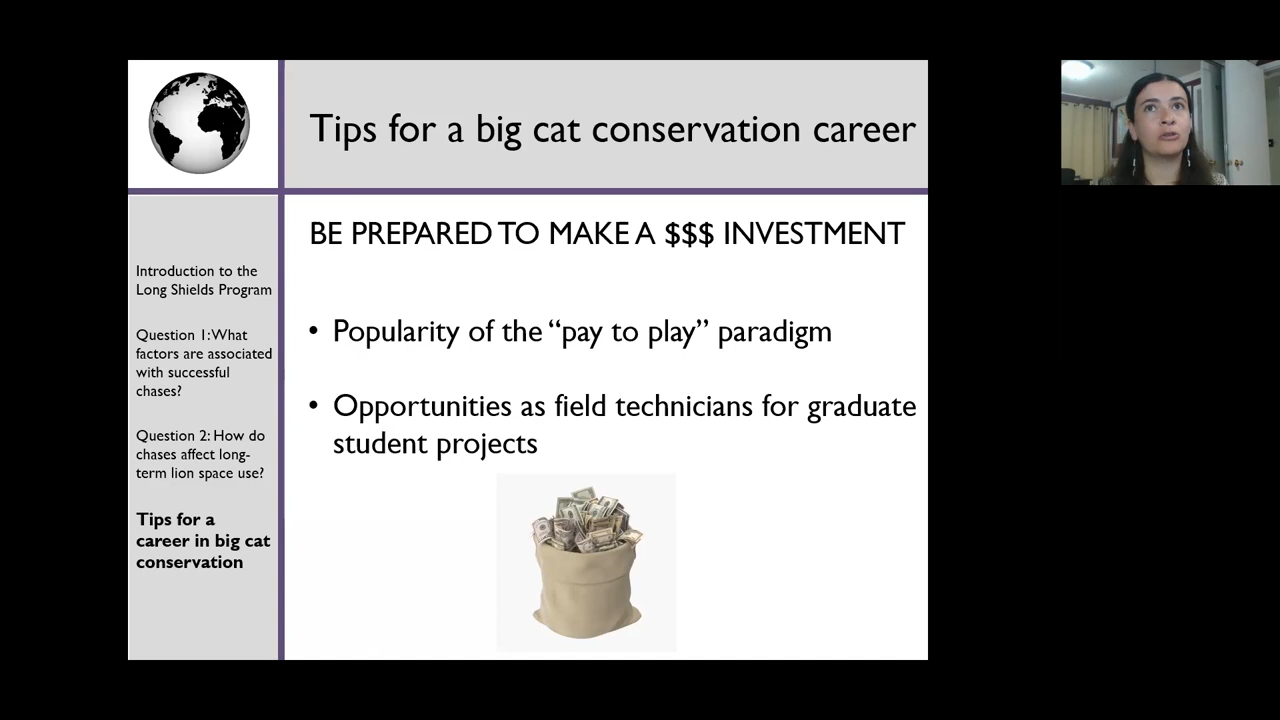 Tips for a big cat conservation career
Introduction to the
Long Shields Program
Question 1: What
factors are associated
with successful
chases?
Question 2: How do
chases affect long-
term lion space use?
Tips for a
career in big cat
conservation
BE PREPARED TO MAKE A $$$ INVESTMENT
• Popularity of the “pay to play” paradigm
• Opportunities as field technicians for graduate
student projects